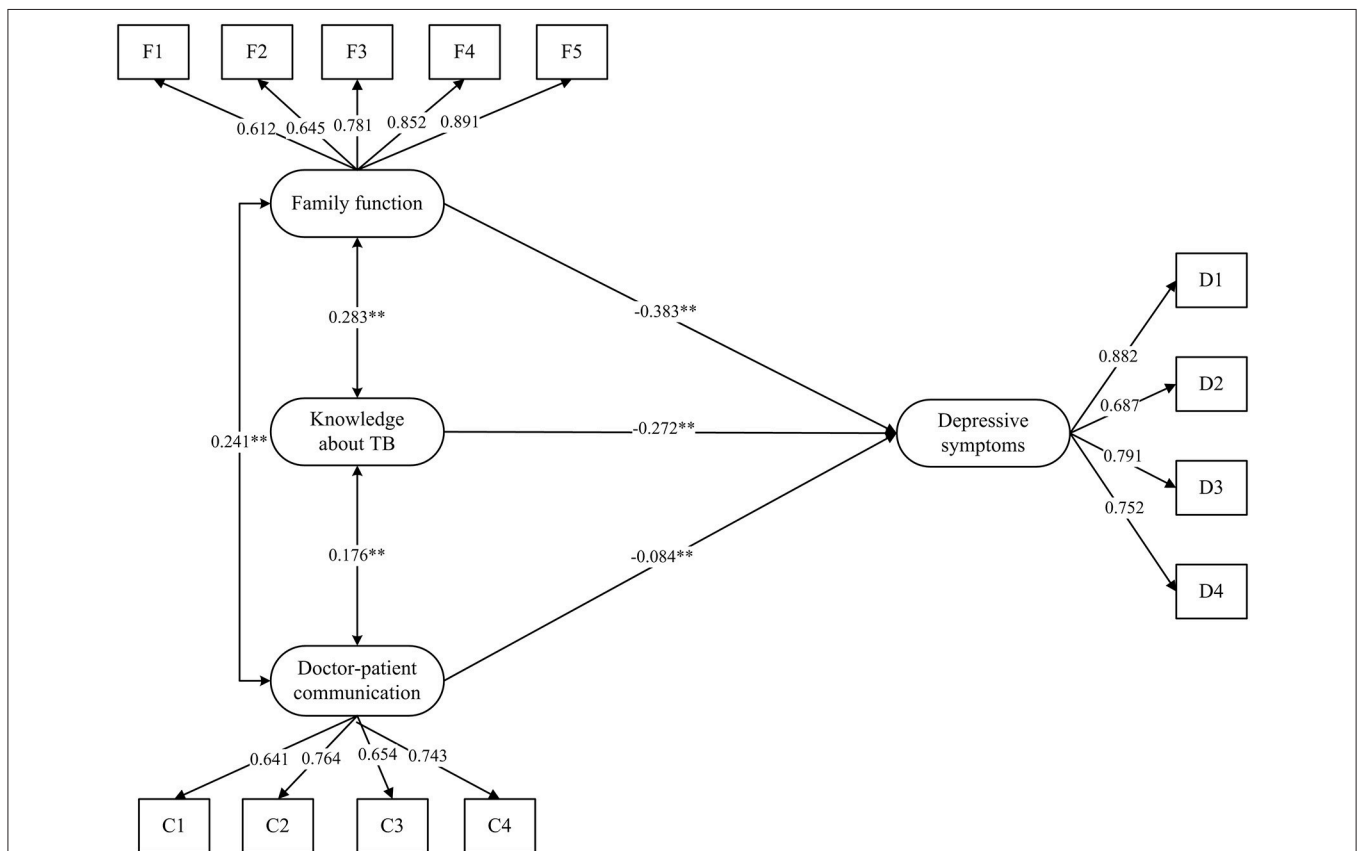 F1 F2 F3 F4 F5
0.612 0.645 0.781 0.852 0.891
Family function
0.283**
-0.383**
D1
0.882
D2
0.687
Knowledge
about TB
0.241**
-0.272**
Depressive
symptoms
0.791
D3
0.752
0.176**
-0.084**
D4
Doctor-patient
communication
0.641 0.764 0.654 0.743
C1 C2 C3 C4